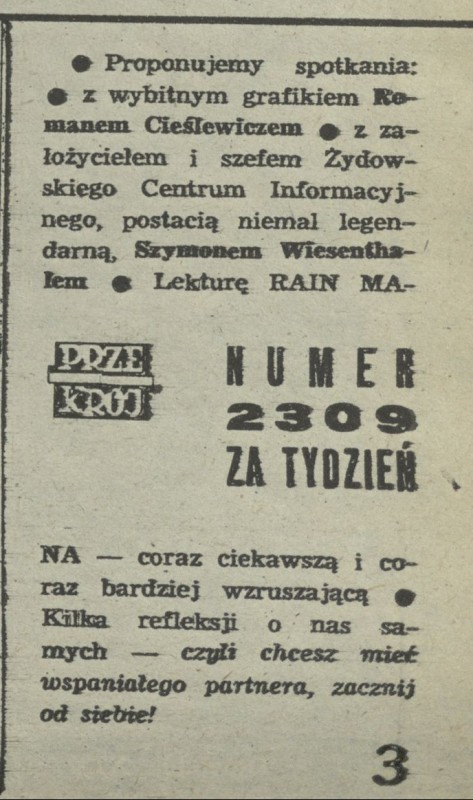 ● Proponujemy spotkania:
● z wybitnym grafikiem Ro-
manem Cieślewiczem ● z za-
łożycielem i szefem Żydow-
skiego Centrum Informacyj-
nego, postacią niemal legen-
darną, Szymonem Wiesentha-
lem ● Lekturę RAIN MA-
PRZE
KRÓJ
NUMER
2309
ZA TYDZIEŃ
NA — coraz ciekawszą i co-
raz bardziej wzruszającą ●
Kilka refleksji o nas sa-
mych — czyli chcesz mieć
wspaniałego partnera, zacznij
od siebie!
3